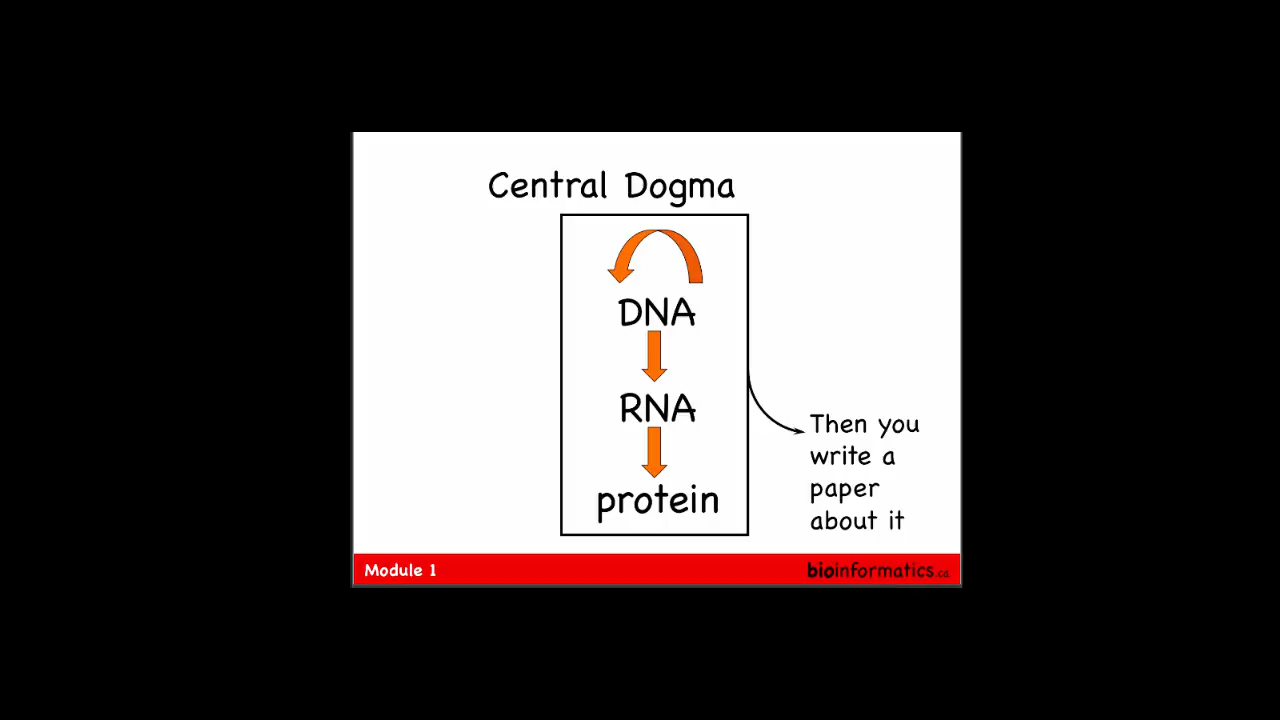 Central Dogma
DNA
RNA
protein
Then you
write a
paper
about it
Module 1
bioinformatics.ca